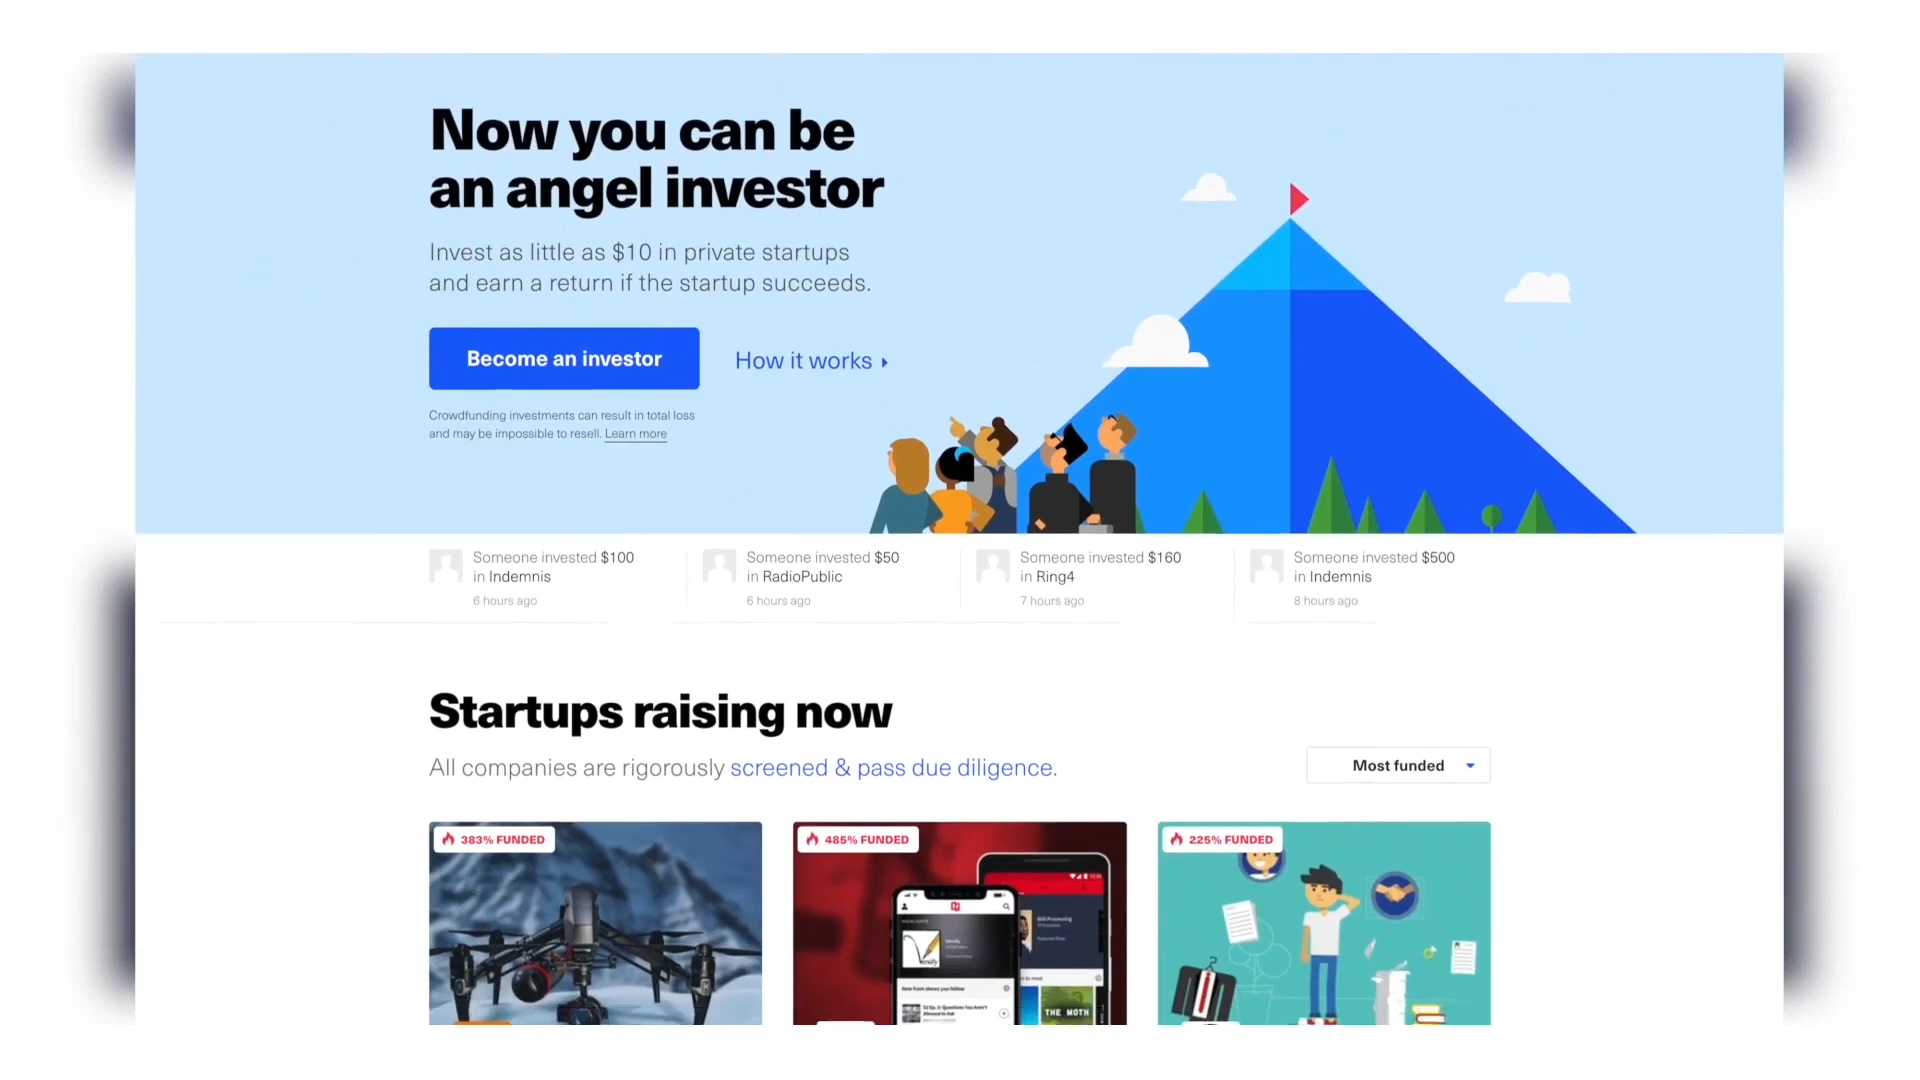 Now you can be
an angel investor
Invest as little as $10 in private startups
and earn a return if the startup succeeds.
Become an investor
How it works
Crowdfunding investments can result in total loss
and may be impossible to resell. Learn more
Someone invested $100
in Indemnis
6 hours ago
Someone invested $50
in RadioPublic
6 hours ago
Someone invested $160
in Ring4
7 hours ago
Someone invested $500
in Indemnis
8 hours ago
Startups raising now
All companies are rigorously screened & pass due diligence.
Most funded
383% FUNDED
485% FUNDED
225% FUNDED
New from shows you follow
THE MOTH